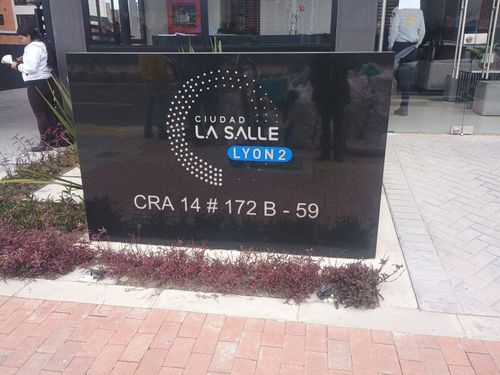 CIUDAD
LA SALLE
LYON 2
CRA 14 # 172 B - 59